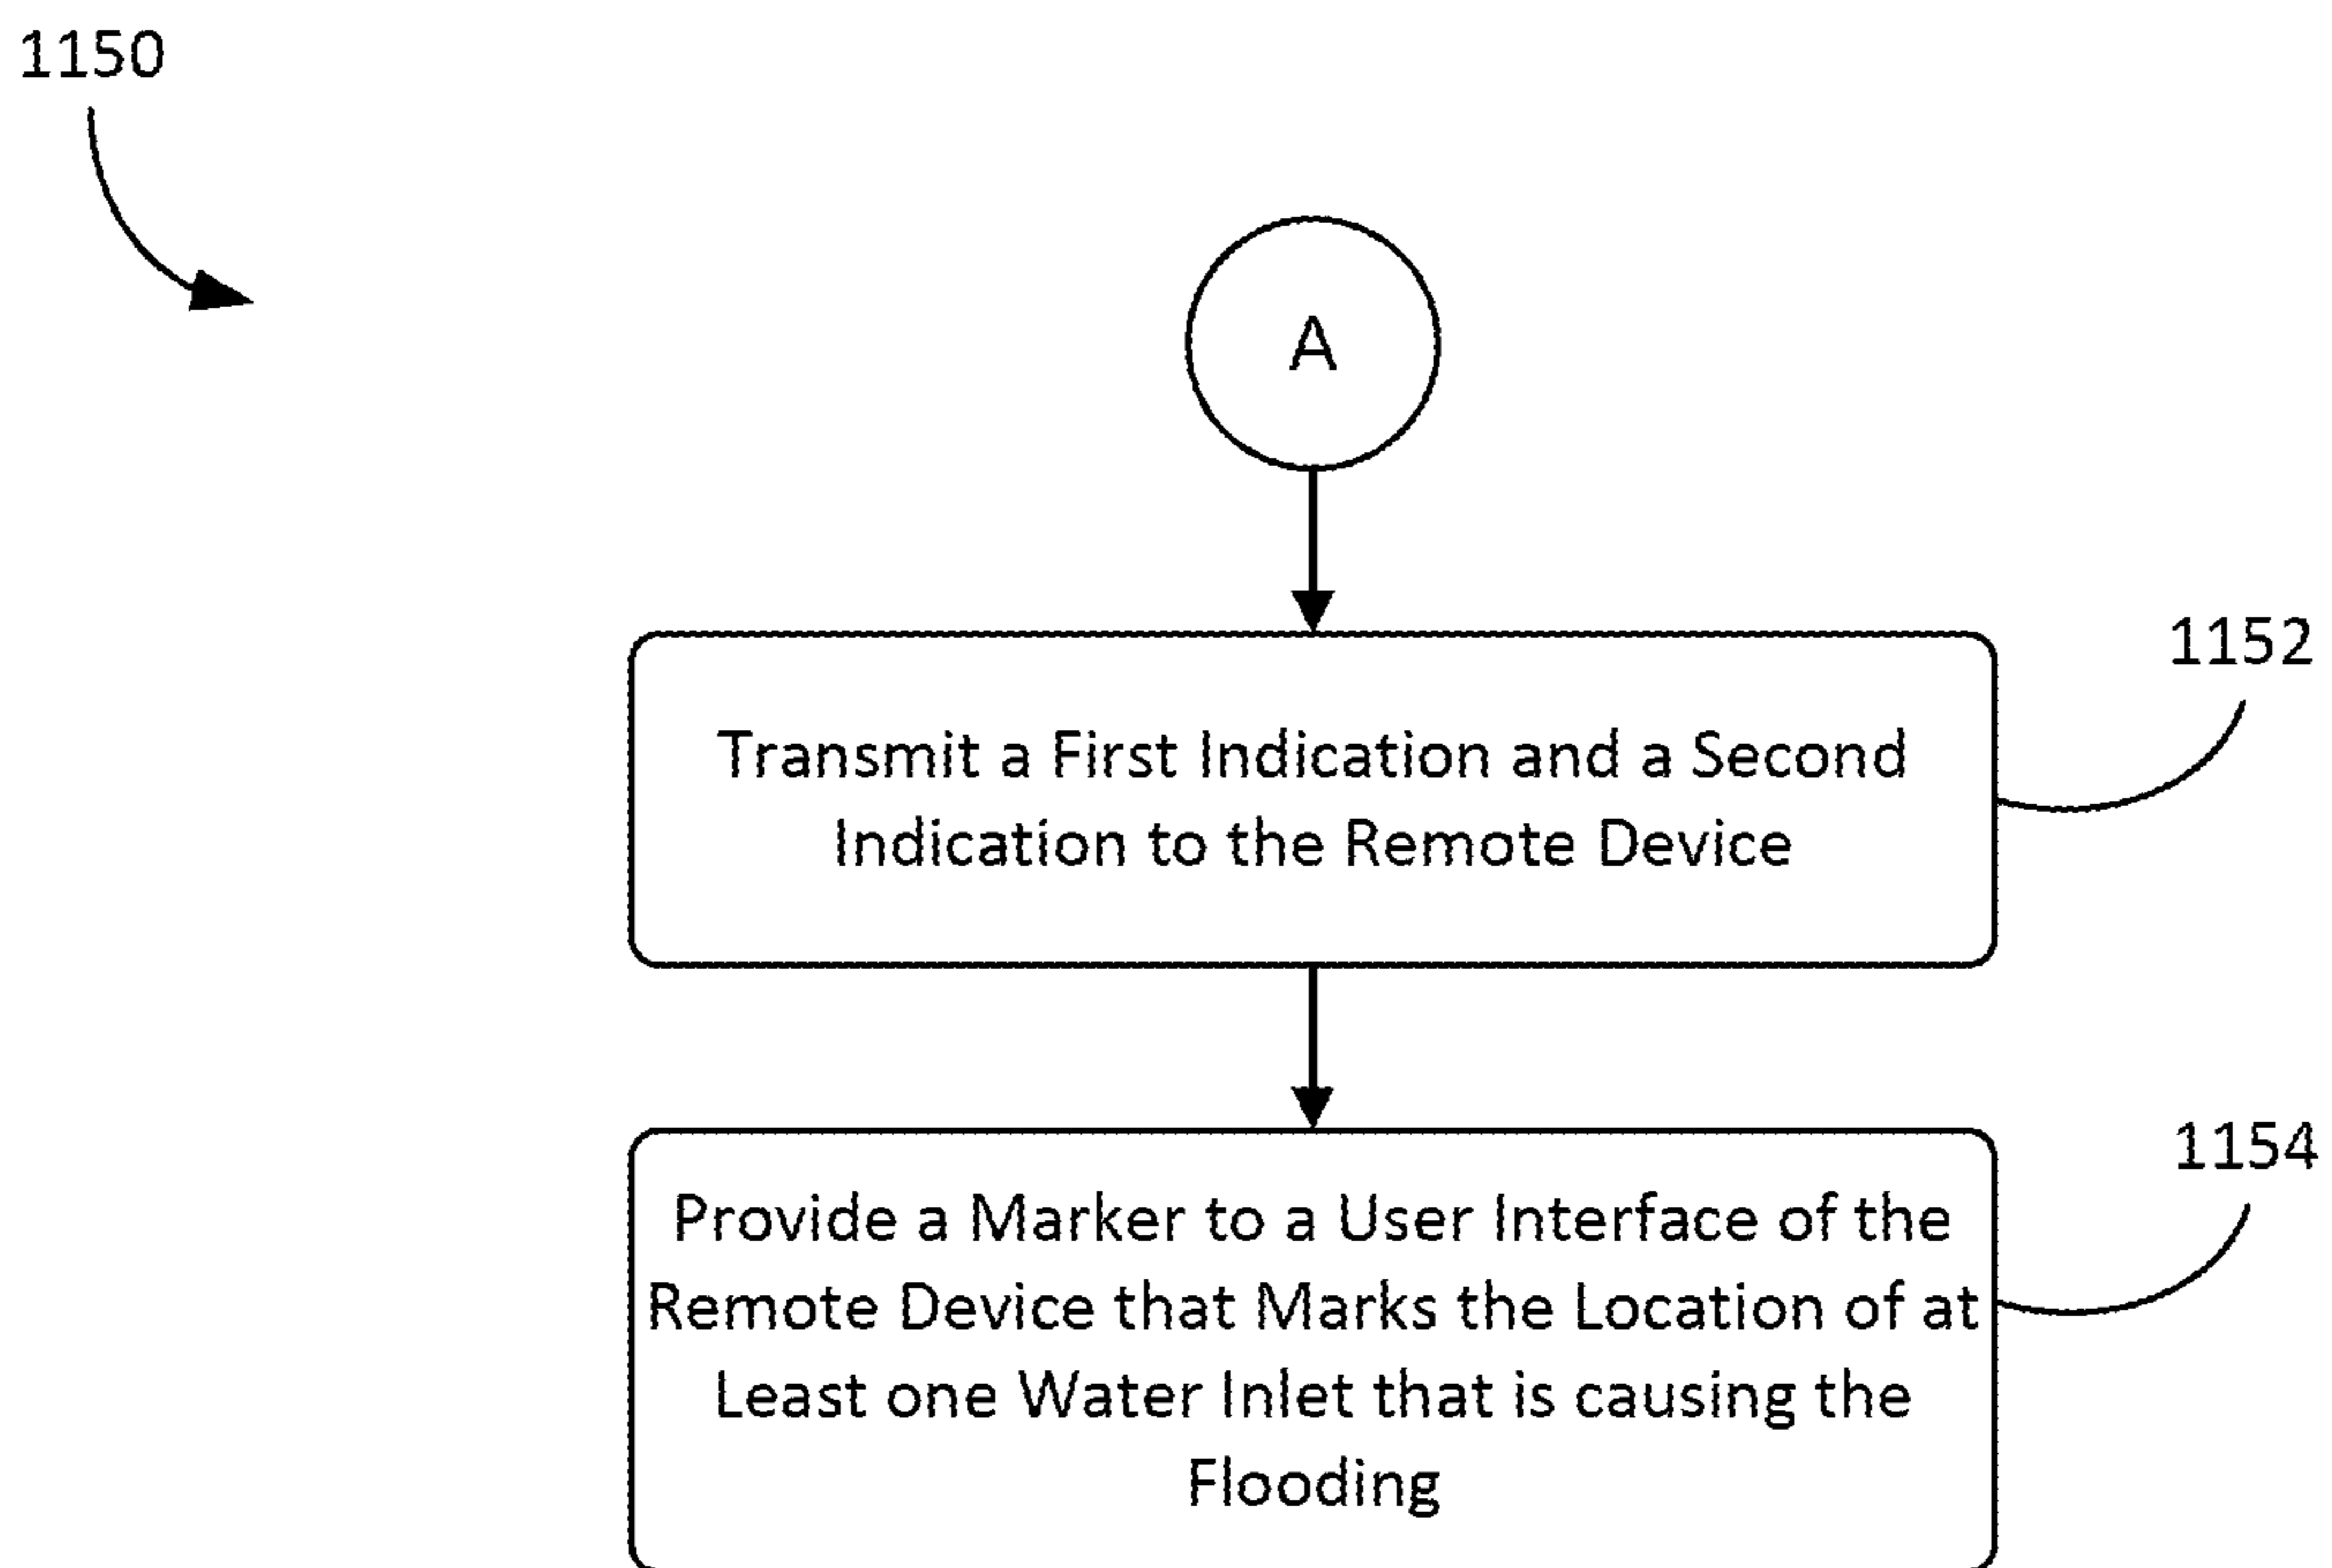 1150
A
1152
Transmit a First Indication and a Second
Indication to the Remote Device
1154
Provide a Marker to a User Interface of the
Remote Device that Marks the Location of at
Least one Water Inlet that is causing the
Flooding